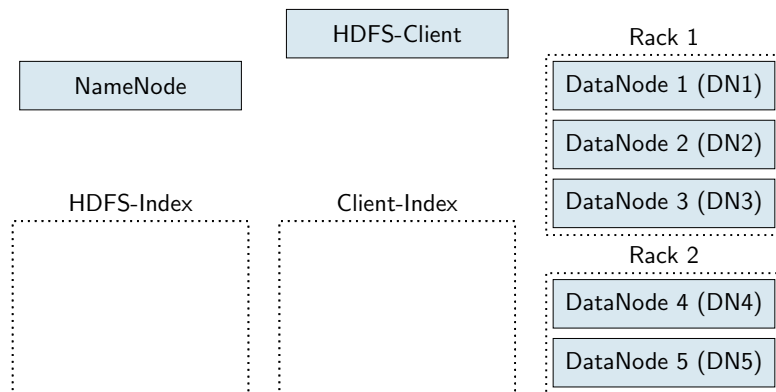 HDFS-Client
NameNode
HDFS-Index
Client-Index
Rack 1
DataNode 1 (DN1)
DataNode 2 (DN2)
DataNode 3 (DN3)
Rack 2
DataNode 4 (DN4)
DataNode 5 (DN5)